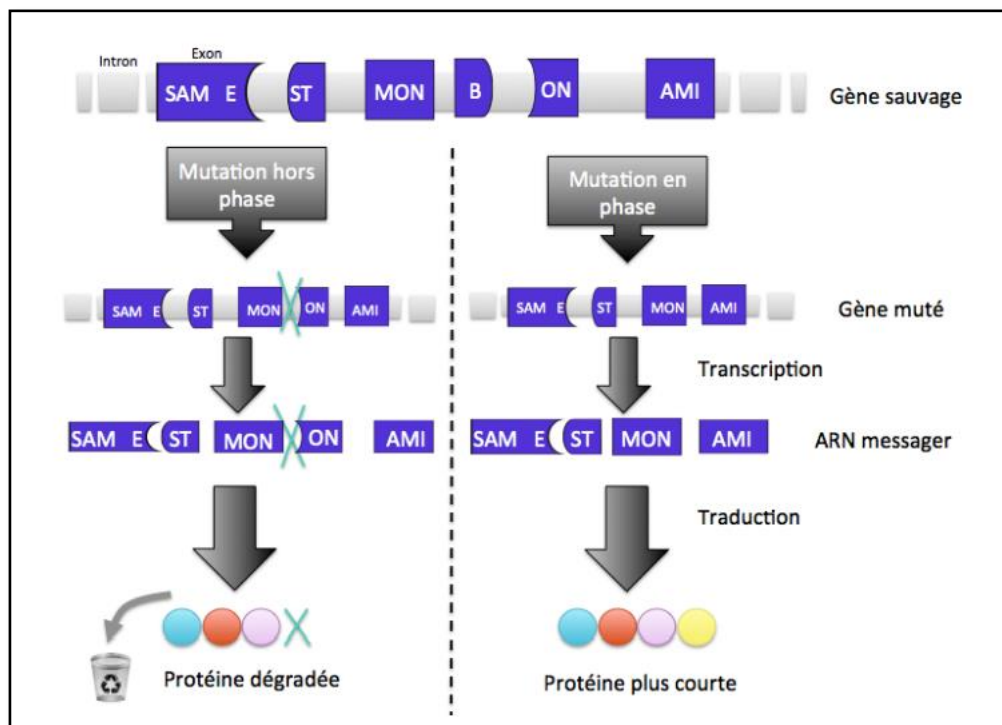 Intron
Exon
SAM E ST MON B ON AMI
Gène sauvage
Mutation hors
phase
Mutation en
phase
SAM E ST MON ON AMI
SAM E ST MON AMI
Gène muté
Transcription
SAM E ST MON ON AMI
SAM E ST MON AMI
ARN messager
Traduction
Protéine dégradée
Protéine plus courte